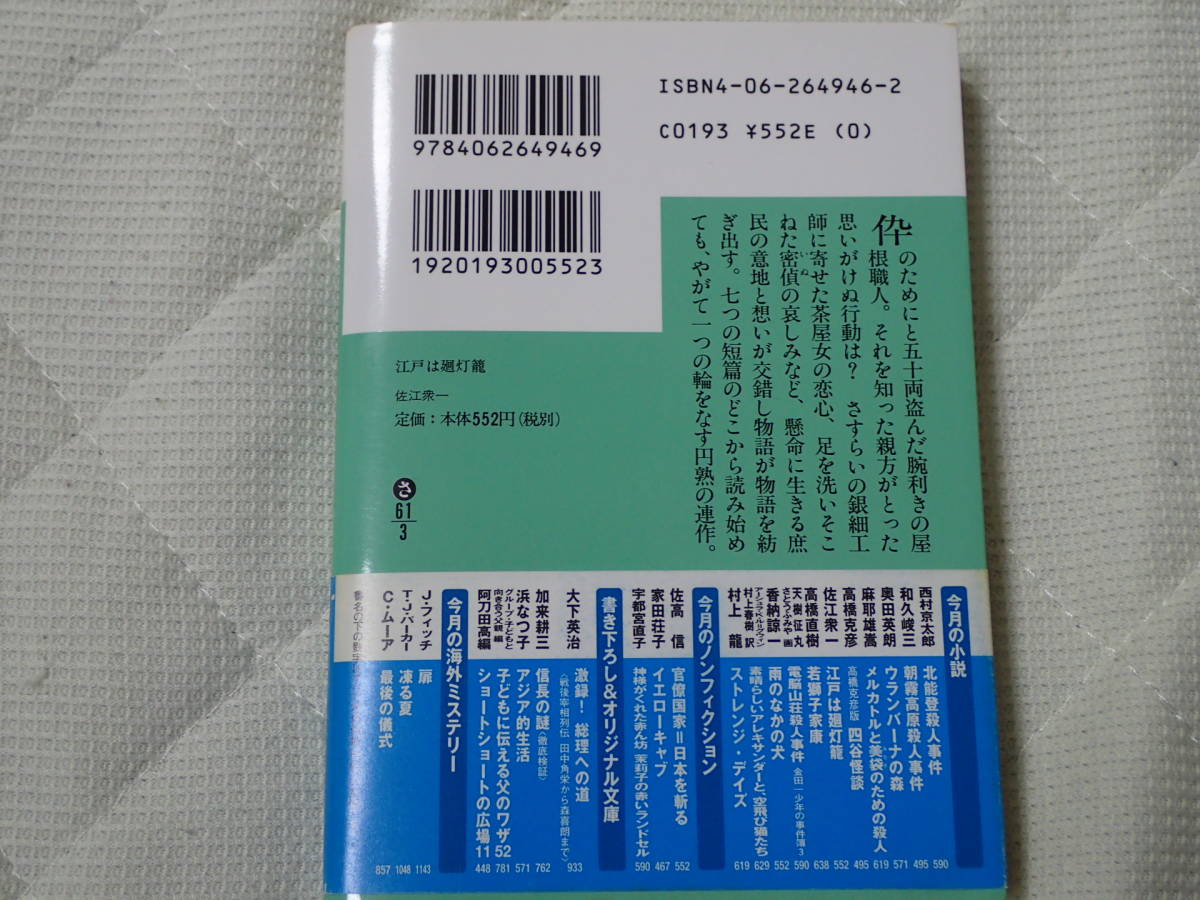 ISBN4-06-264946-2
C0193 ¥552E (0)
9784062649469
1920193005523
伜のためにと五十両盗んだ腕利きの屋
根職人。それを知った親方がとった
思いがけぬ行動は？ さすらいの銀細工
師に寄せた茶屋女の恋心、足を洗いそこ
ねた密偵の哀しみなど、懸命に生きる庶
いぬ
民の意地と想いが交錯し物語が物語を紡
ぎ出す。七つの短篇のどこから読み始め
ても、やがて一つの輪をなす円熟の連作。
江戸は廻灯籠
佐江衆一
定価：本体552円（税別）
さ
61
3
今月の小説
西村京太郎 北能登殺人事件 590
和久峻三 朝霧高原殺人事件 495
奥田英朗 ウランバーナの森 571
麻耶雄嵩 メルカトルと美袋のための殺人 619
高橋克彦 高橋克彦版 四谷怪談 495
佐江衆一 江戸は廻灯籠 552
高橋直樹 若獅子家康 638
天樹征丸 さとうふみや・画 電脳山荘殺人事件 金田一少年の事件簿3 590
香納諒一 雨のなかの犬 552
アーシュラ・K・ル=グウィン 村上春樹 訳 素晴らしいアレキサンダーと、空飛び猫たち 629
村上 龍 ストレンジ・デイズ 619
今月のノンフィクション
佐高 信 官僚国家＝日本を斬る 552
家田荘子 イエローキャブ 467
宇都宮直子 神様がくれた赤ん坊 茉莉子の赤いランドセル 590
書き下ろし&オリジナル文庫
大下英治 激録！ 総理への道 〈戦後宰相列伝 田中角栄から森喜朗まで〉 933
加来耕三 信長の謎〈徹底検証〉 762
浜なつ子 アジア的生活 571
グループ・子どもと向き合う父親 編 子どもに伝える父のワザ52 781
阿刀田高編 ショートショートの広場11 448
今月の海外ミステリー
J・フィッチ 扉 1143
T・J・パーカー 凍る夏 1048
C・ムーア 最後の儀式 857
書名の下の数字